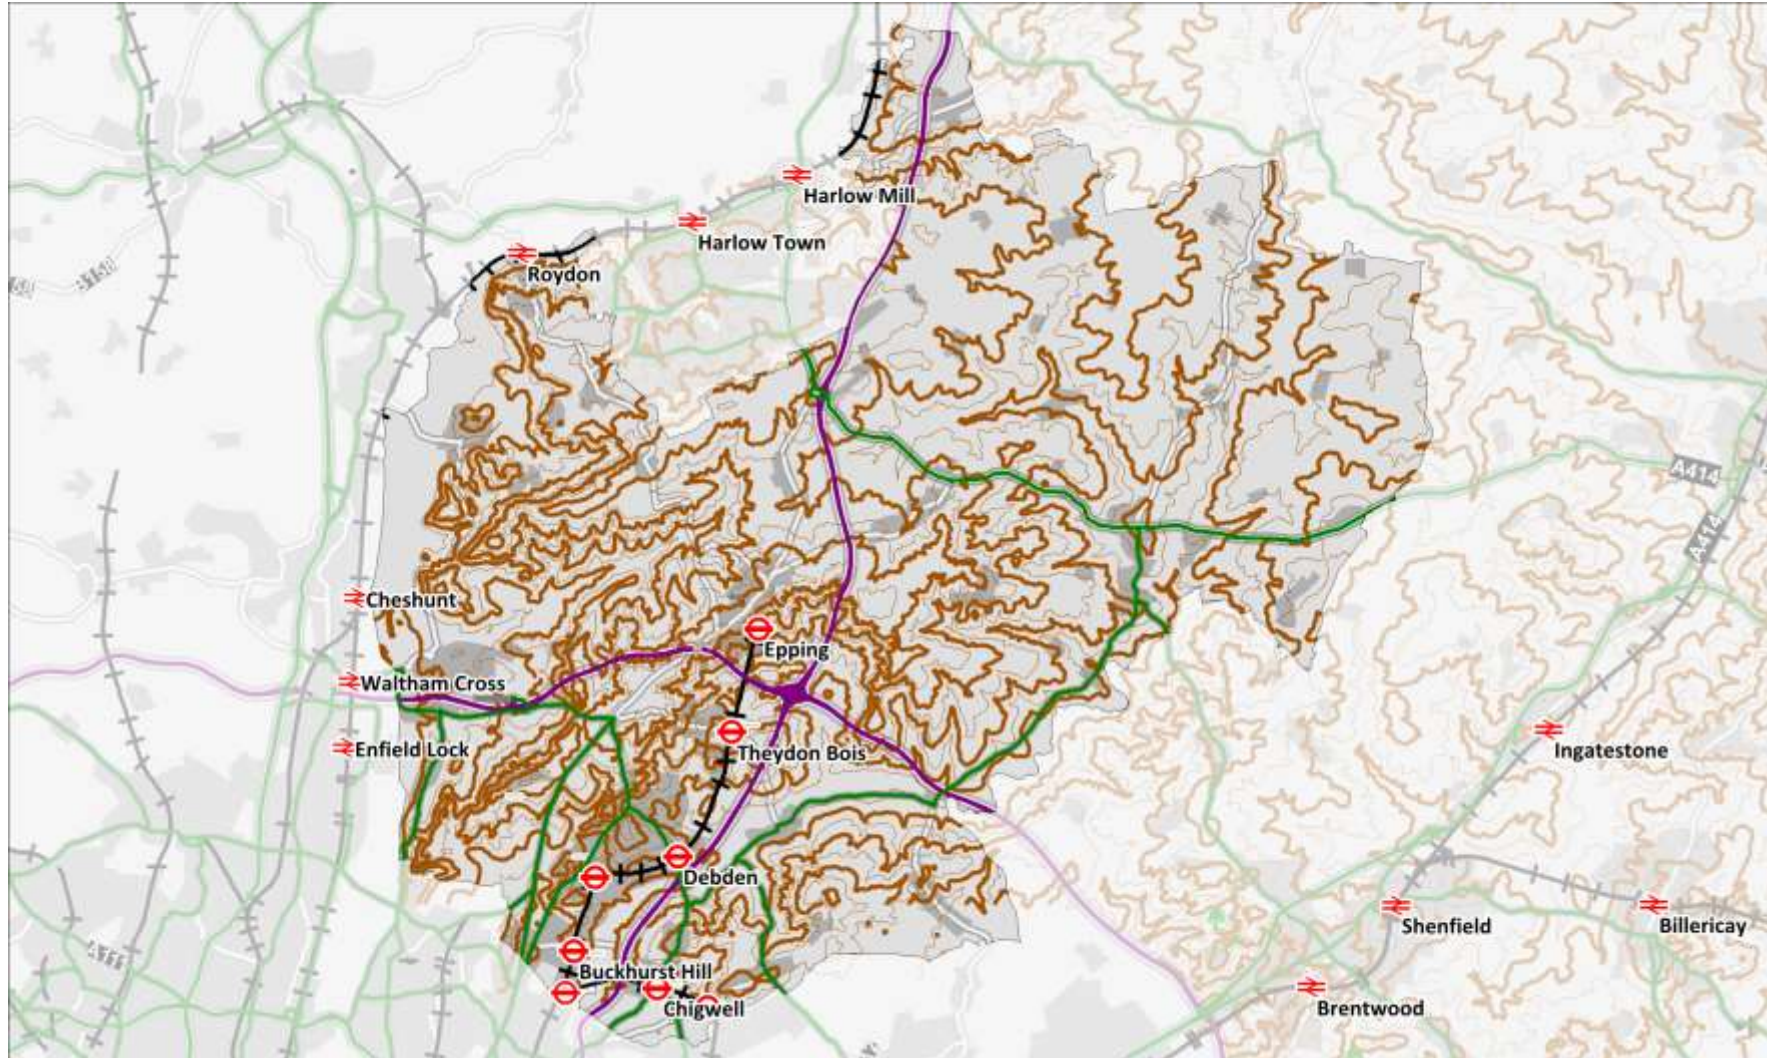 Harlow Mill
Harlow Town
Roydon
A414
A414
Cheshunt
Epping
Waltham Cross
Enfield Lock
Theydon Bois
Ingatestone
Debden
Shenfield
Billericay
Buckhurst Hill
Chigwell
Brentwood